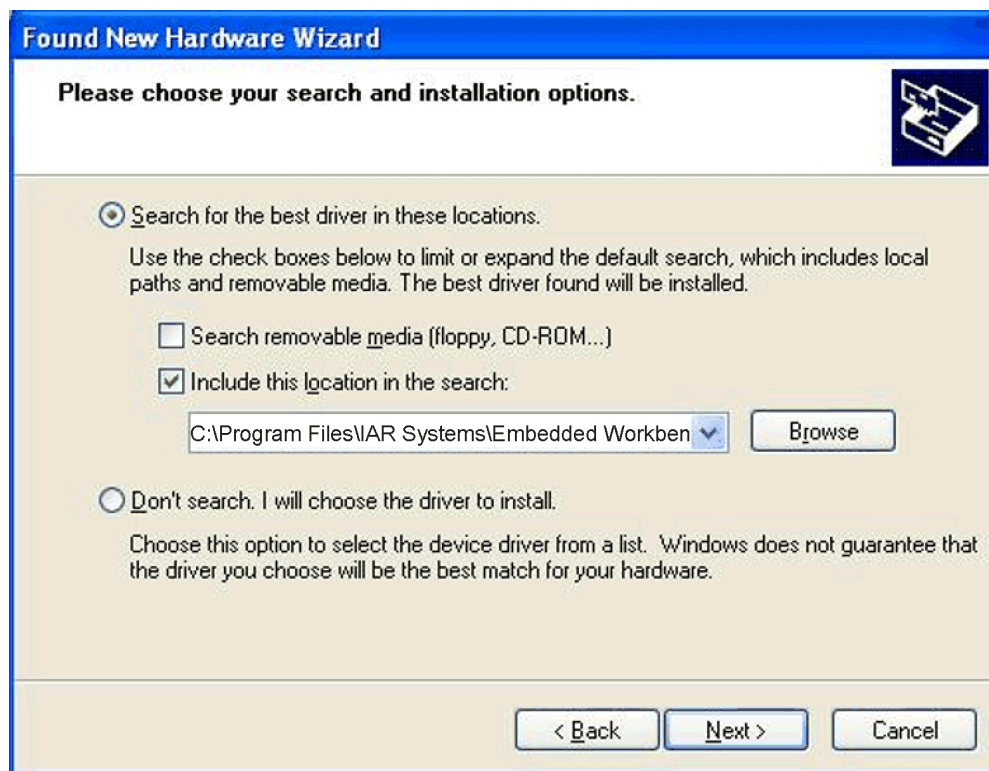 Found New Hardware Wizard
Please choose your search and installation options.
Search for the best driver in these locations.
Use the check boxes below to limit or expand the default search, which includes local
paths and removable media. The best driver found will be installed.
Search removable media (floppy, CD-ROM...)
Include this location in the search:
C:\Program Files\IAR Systems\Embedded Workben
Browse
Don't search. I will choose the driver to install.
Choose this option to select the device driver from a list. Windows does not guarantee that
the driver you choose will be the best match for your hardware.
< Back
Next >
Cancel